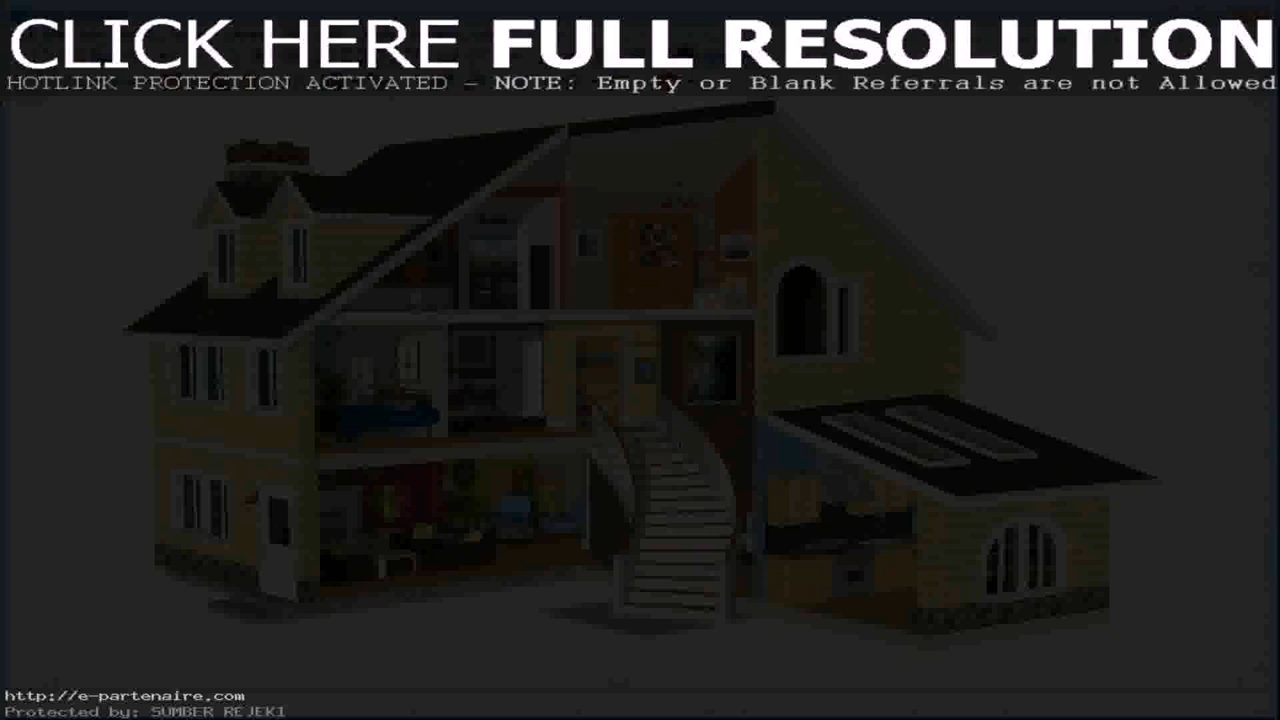 CLICK HERE FULL RESOLUTION
HOTLINK PROTECTION ACTIVATED - NOTE: Empty or Blank Referrals are not Allowed
http://e-partenaire.com
Protected by: SUMBER REJEKI